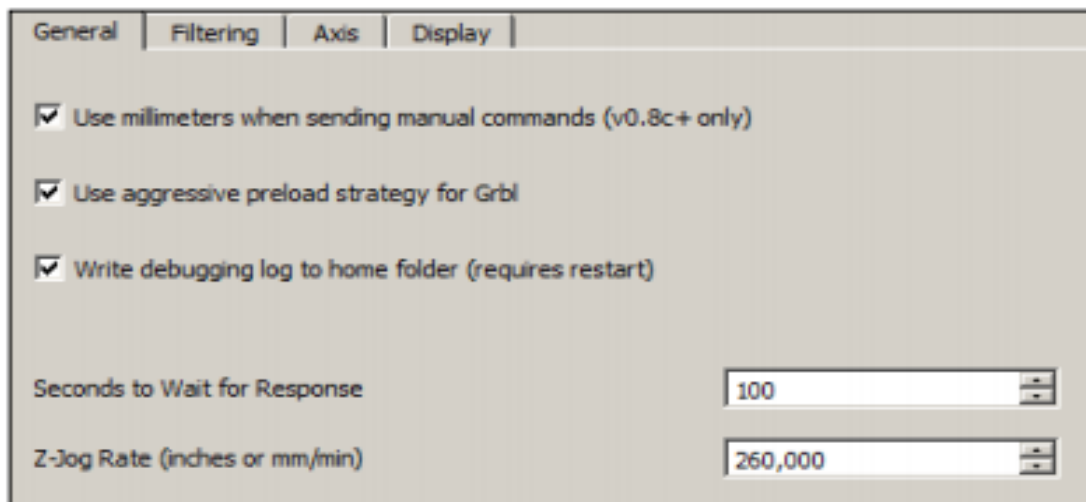 General Filtering Axis Display
Use millimeters when sending manual commands (v0.8c+ only)
Use aggressive preload strategy for Grbl
Write debugging log to home folder (requires restart)
Seconds to Wait for Response 100
Z-Jog Rate (inches or mm/min) 260,000